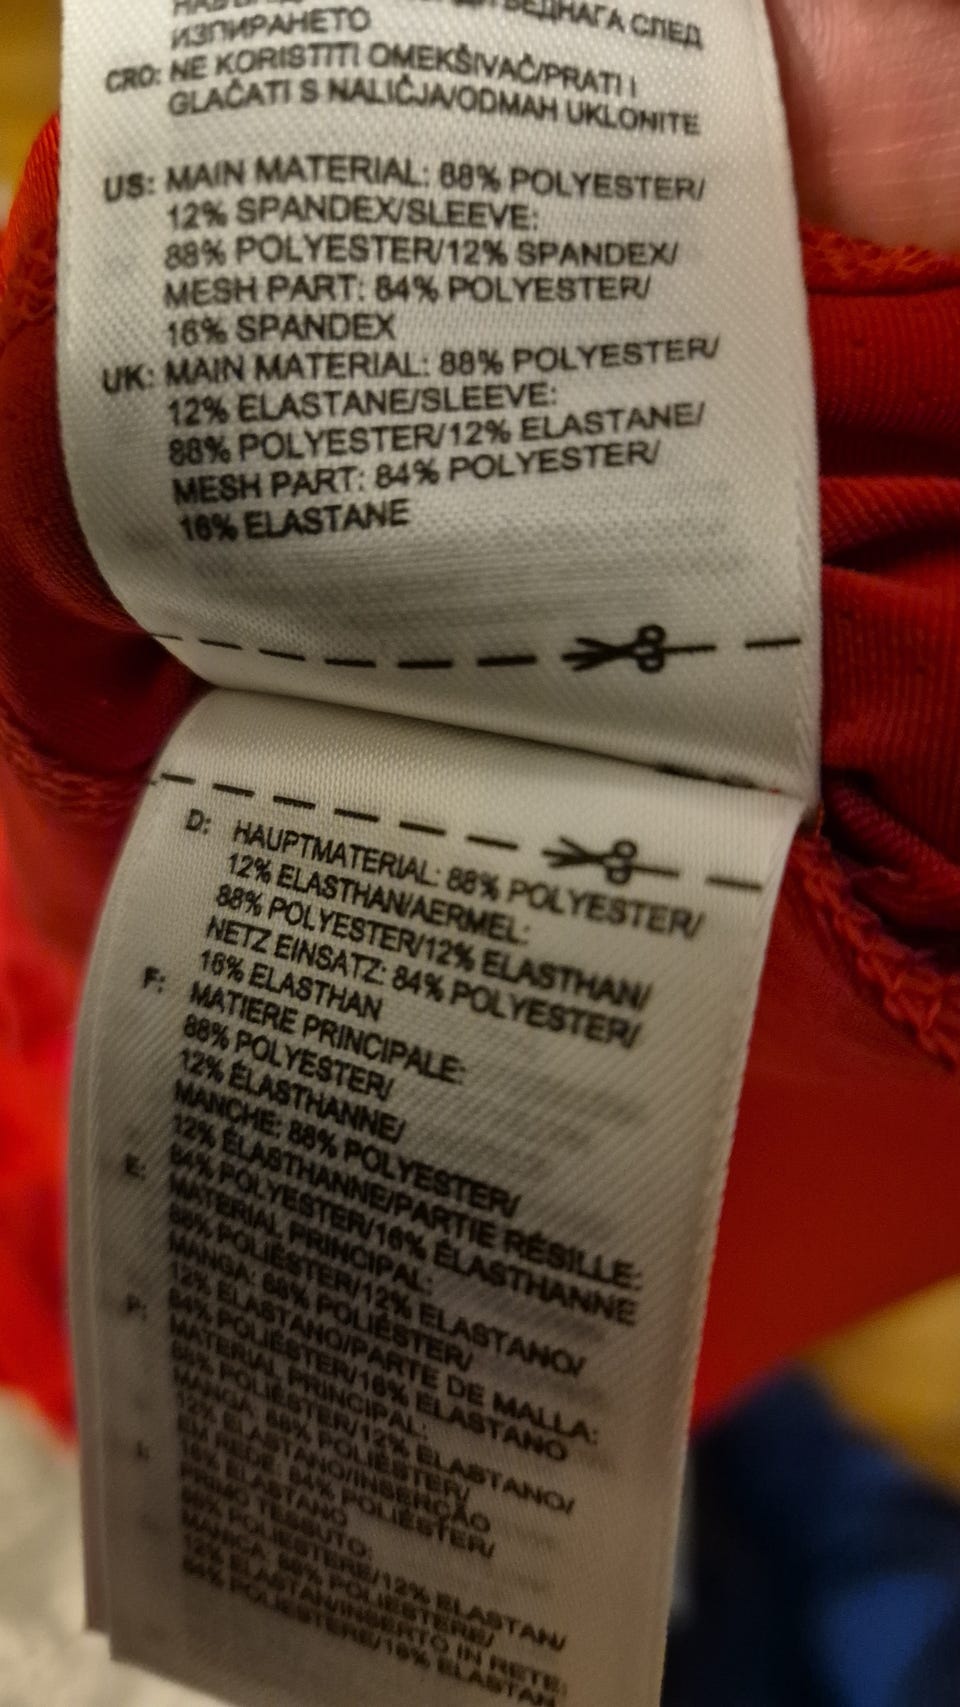 ИЗПИРАНЕТО
CRO: NE KORISTITI OMEKŠIVAČ/PRATI I
GLAČATI S NALIČJA/ODMAH UKLONITE
US: MAIN MATERIAL: 88% POLYESTER/
12% SPANDEX/SLEEVE:
88% POLYESTER/12% SPANDEX/
MESH PART: 84% POLYESTER/
16% SPANDEX
UK: MAIN MATERIAL: 88% POLYESTER/
12% ELASTANE/SLEEVE:
88% POLYESTER/12% ELASTANE/
MESH PART: 84% POLYESTER/
16% ELASTANE
D: HAUPTMATERIAL: 88% POLYESTER/
12% ELASTHAN/AERMEL:
88% POLYESTER/12% ELASTHAN/
NETZ EINSATZ: 84% POLYESTER/
16% ELASTHAN
F: MATIERE PRINCIPALE:
88% POLYESTER/
12% ÉLASTHANNE/
MANCHE: 88% POLYESTER/
12% ÉLASTHANNE/PARTIE RÉSILLE:
84% POLYESTER/16% ÉLASTHANNE
E: MATERIAL PRINCIPAL:
88% POLIÉSTER/12% ELASTANO/
MANGA: 88% POLIÉSTER/
12% ELASTANO/PARTE DE MALLA:
84% POLIÉSTER/16% ELASTANO
P: MATERIAL PRINCIPAL:
88% POLIÉSTER/12% ELASTANO/
MANGA: 88% POLIÉSTER/
12% ELASTANO/INSERÇÃO
EM REDE: 84% POLIÉSTER/
16% ELASTANO
I: PRIMO TESSUTO:
88% POLIESTERE/12% ELASTAN/
MANICA: 88% POLIESTERE/
12% ELASTAN/INSERTO IN RETE:
84% POLIESTERE/16% ELASTAN